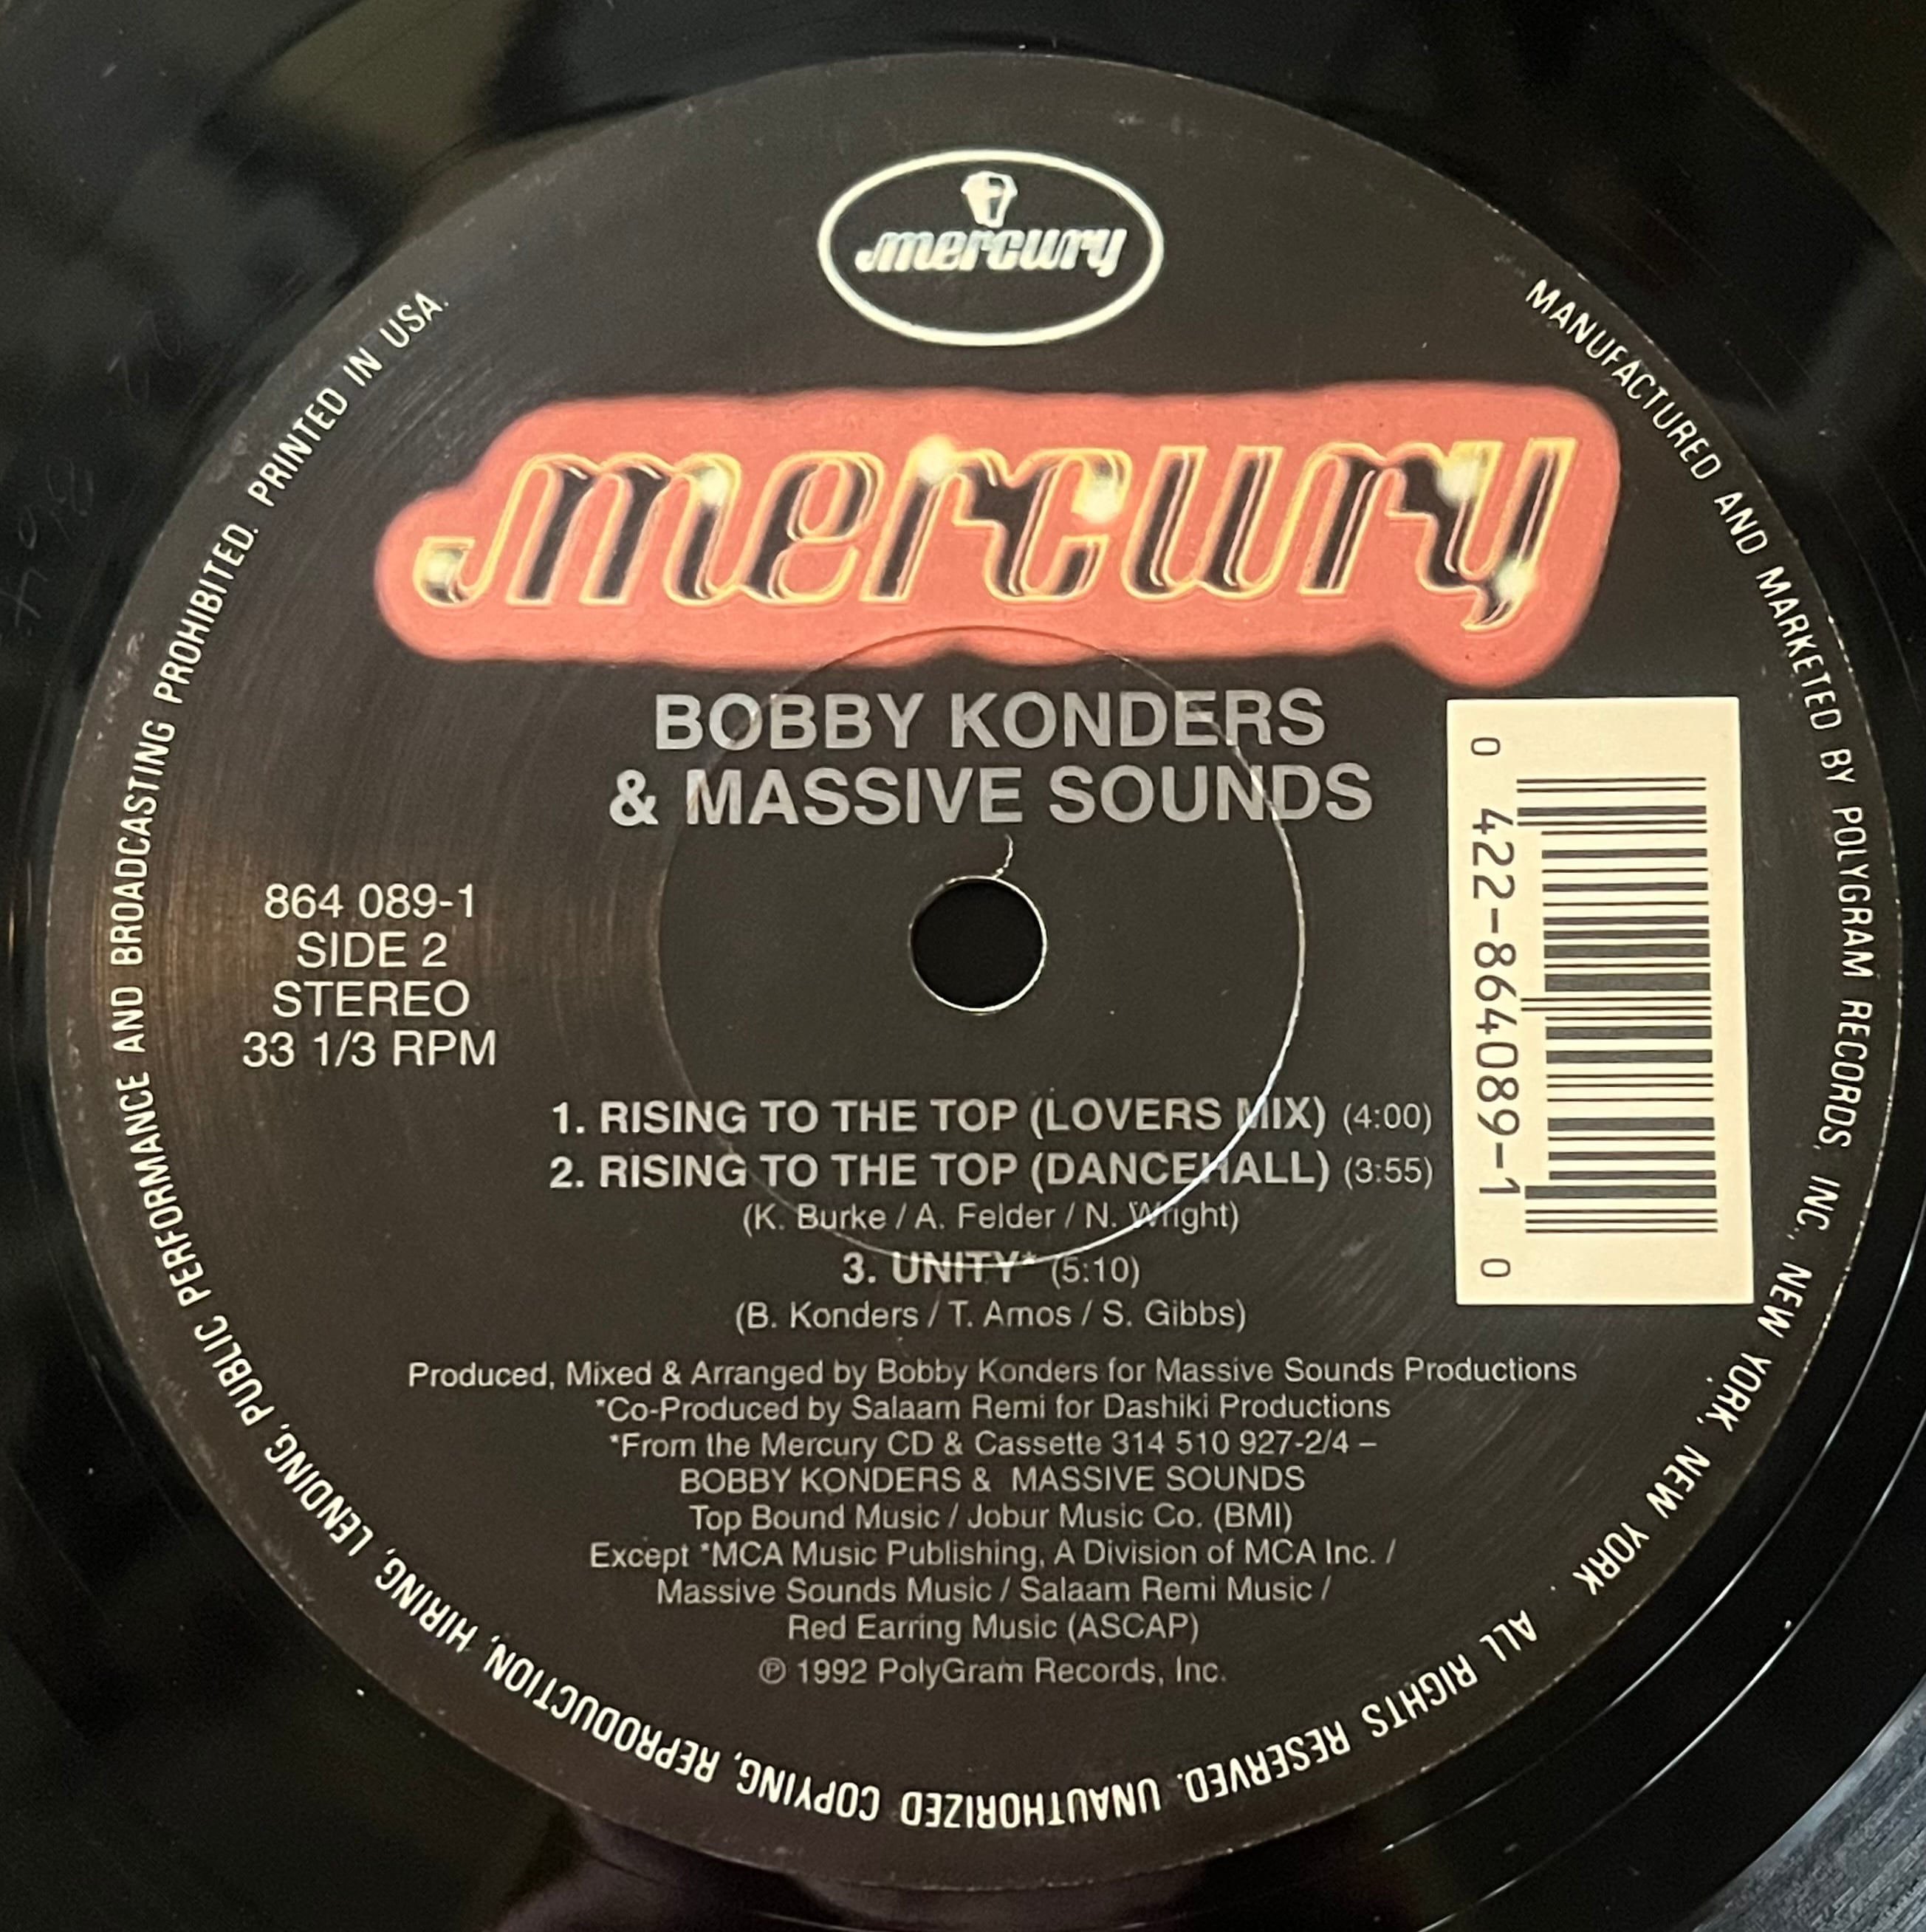 mercury
mercury
BOBBY KONDERS
& MASSIVE SOUNDS
864 089-1
SIDE 2
STEREO
33 1/3 RPM
0 422-864089-1 0
1. RISING TO THE TOP (LOVERS MIX) (4:00)
2. RISING TO THE TOP (DANCEHALL) (3:55)
(K. Burke / A. Felder / N. Wright)
3. UNITY* (5:10)
(B. Konders / T. Amos / S. Gibbs)
Produced, Mixed & Arranged by Bobby Konders for Massive Sounds Productions
*Co-Produced by Salaam Remi for Dashiki Productions
*From the Mercury CD & Cassette 314 510 927-2/4 –
BOBBY KONDERS & MASSIVE SOUNDS
Top Bound Music / Jobur Music Co. (BMI)
Except *MCA Music Publishing, A Division of MCA Inc. /
Massive Sounds Music / Salaam Remi Music /
Red Earring Music (ASCAP)
℗ 1992 PolyGram Records, Inc.
MANUFACTURED AND MARKETED BY POLYGRAM RECORDS, INC., NEW YORK, NEW YORK. ALL RIGHTS RESERVED. UNAUTHORIZED COPYING, REPRODUCTION, HIRING, LENDING, PUBLIC PERFORMANCE AND BROADCASTING PROHIBITED. PRINTED IN USA.